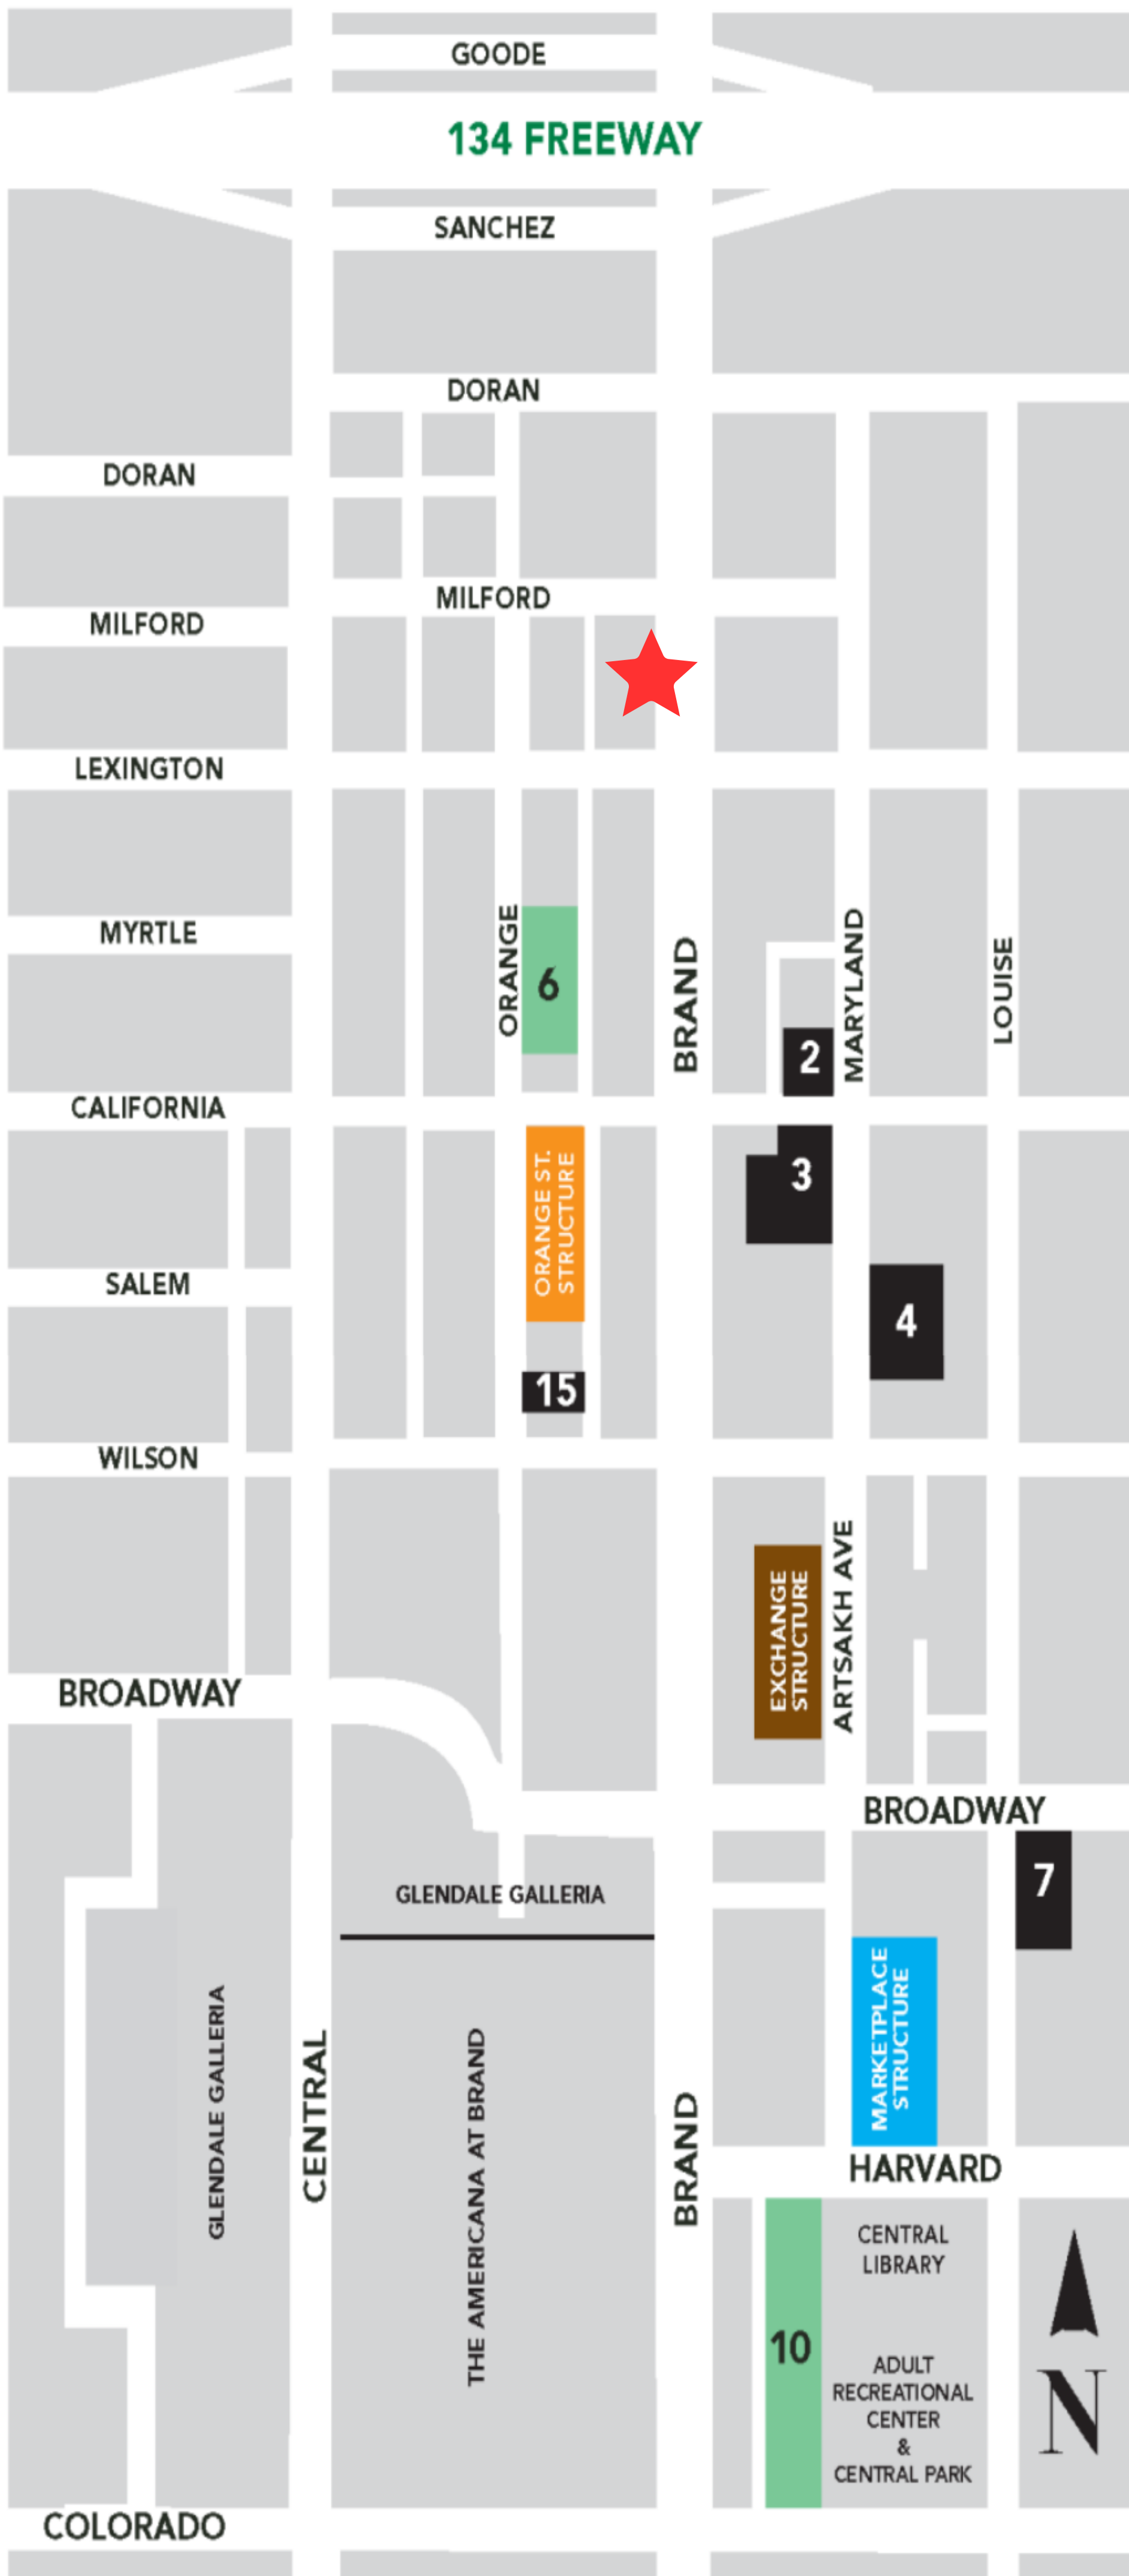 GOODE
134 FREEWAY
SANCHEZ
DORAN
DORAN
MILFORD
MILFORD
LEXINGTON
ORANGE
MYRTLE
6
BRAND
MARYLAND
LOUISE
2
CALIFORNIA
ORANGE ST.
STRUCTURE
3
SALEM
4
15
WILSON
EXCHANGE
STRUCTURE
ARTSAKH AVE
BROADWAY
BROADWAY
7
GLENDALE GALLERIA
MARKETPLACE
STRUCTURE
GLENDALE GALLERIA
CENTRAL
THE AMERICANA AT BRAND
BRAND
HARVARD
CENTRAL
LIBRARY
10
ADULT
RECREATIONAL
CENTER
&
CENTRAL PARK
N
COLORADO